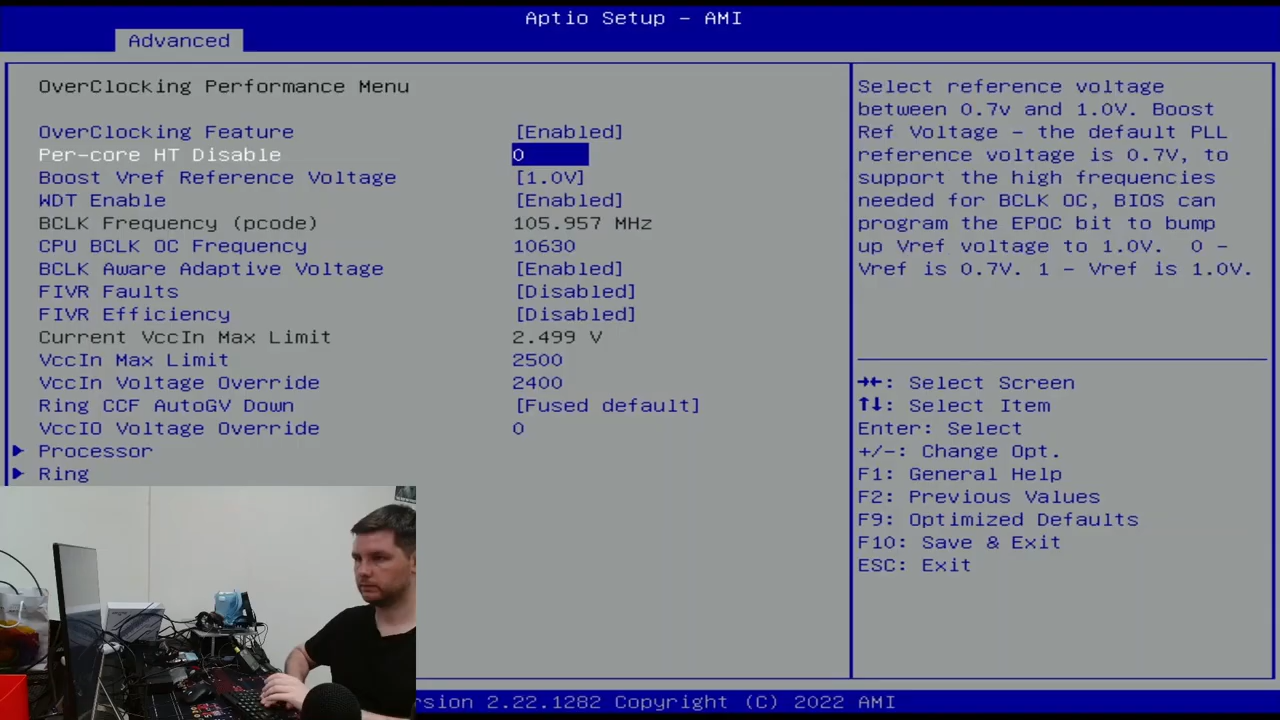 Aptio Setup – AMI
Advanced
OverClocking Performance Menu
OverClocking Feature [Enabled]
Per-core HT Disable 0
Boost Vref Reference Voltage [1.0V]
WDT Enable [Enabled]
BCLK Frequency (pcode) 105.957 MHz
CPU BCLK OC Frequency 10630
BCLK Aware Adaptive Voltage [Enabled]
FIVR Faults [Disabled]
FIVR Efficiency [Disabled]
Current VccIn Max Limit 2.499 V
VccIn Max Limit 2500
VccIn Voltage Override 2400
Ring CCF AutoGV Down [Fused default]
VccIO Voltage Override 0
Processor
Ring
Select reference voltage
between 0.7v and 1.0V. Boost
Ref Voltage – the default PLL
reference voltage is 0.7V, to
support the high frequencies
needed for BCLK OC, BIOS can
program the EPOC bit to bump
up Vref voltage to 1.0V. 0 –
Vref is 0.7V. 1 – Vref is 1.0V.
→←: Select Screen
↑↓: Select Item
Enter: Select
+/–: Change Opt.
F1: General Help
F2: Previous Values
F9: Optimized Defaults
F10: Save & Exit
ESC: Exit
rsion 2.22.1282 Copyright (C) 2022 AMI